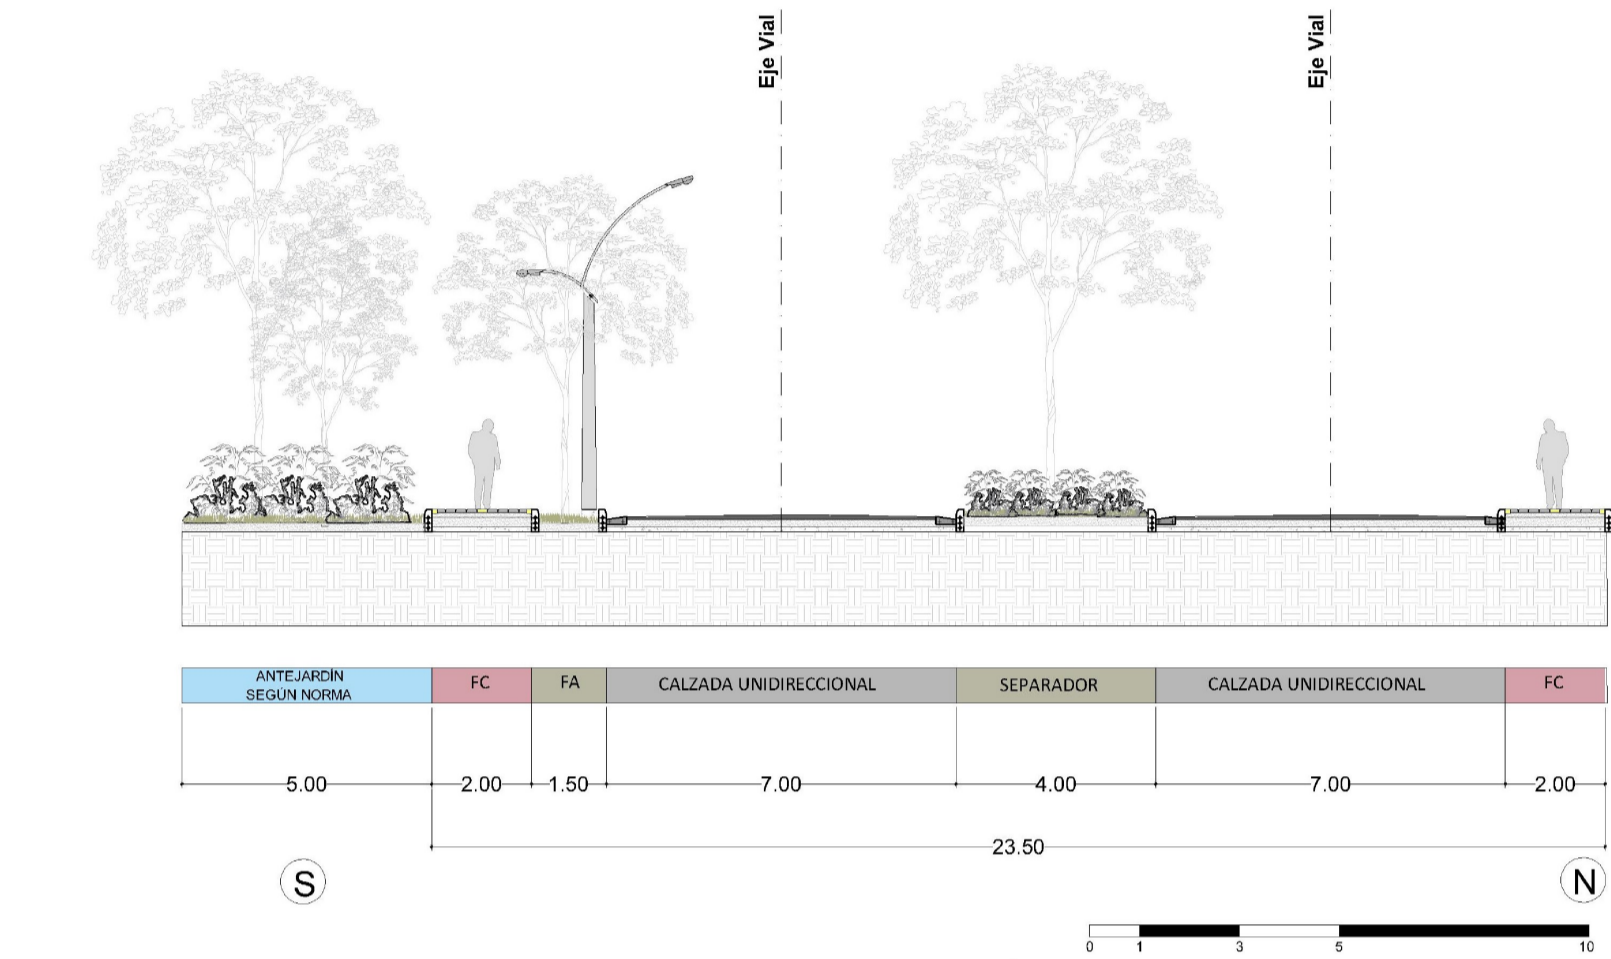 Eje Vial
Eje Vial
ANTEJARDÍN
SEGÚN NORMA
FC
FA
CALZADA UNIDIRECCIONAL
SEPARADOR
CALZADA UNIDIRECCIONAL
FC
5.00
2.00
1.50
7.00
4.00
7.00
2.00
23.50
S
N
0 1 3 5 10